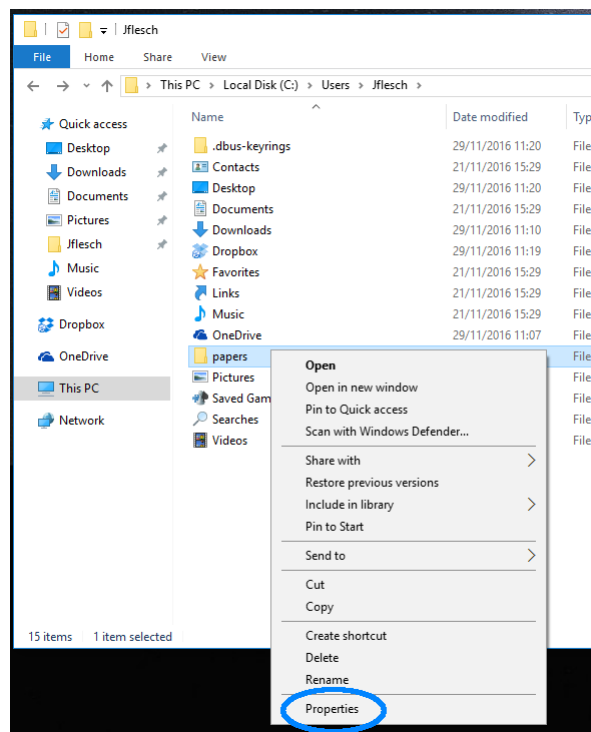 Jflesch
File Home Share View
This PC > Local Disk (C:) > Users > Jflesch >
Name Date modified Typ
Quick access
Desktop
Downloads
Documents
Pictures
Jflesch
Music
Videos
Dropbox
OneDrive
This PC
Network
.dbus-keyrings 29/11/2016 11:20 File
Contacts 21/11/2016 15:29 File
Desktop 29/11/2016 11:20 File
Documents 21/11/2016 15:29 File
Downloads 29/11/2016 11:10 File
Dropbox 29/11/2016 11:19 File
Favorites 21/11/2016 15:29 File
Links 21/11/2016 15:29 File
Music 21/11/2016 15:29 File
OneDrive 29/11/2016 11:07 File
papers File
Pictures File
Saved Gam File
Searches File
Videos File
Open
Open in new window
Pin to Quick access
Scan with Windows Defender...
Share with
Restore previous versions
Include in library
Pin to Start
Send to
Cut
Copy
Create shortcut
Delete
Rename
Properties
15 items 1 item selected